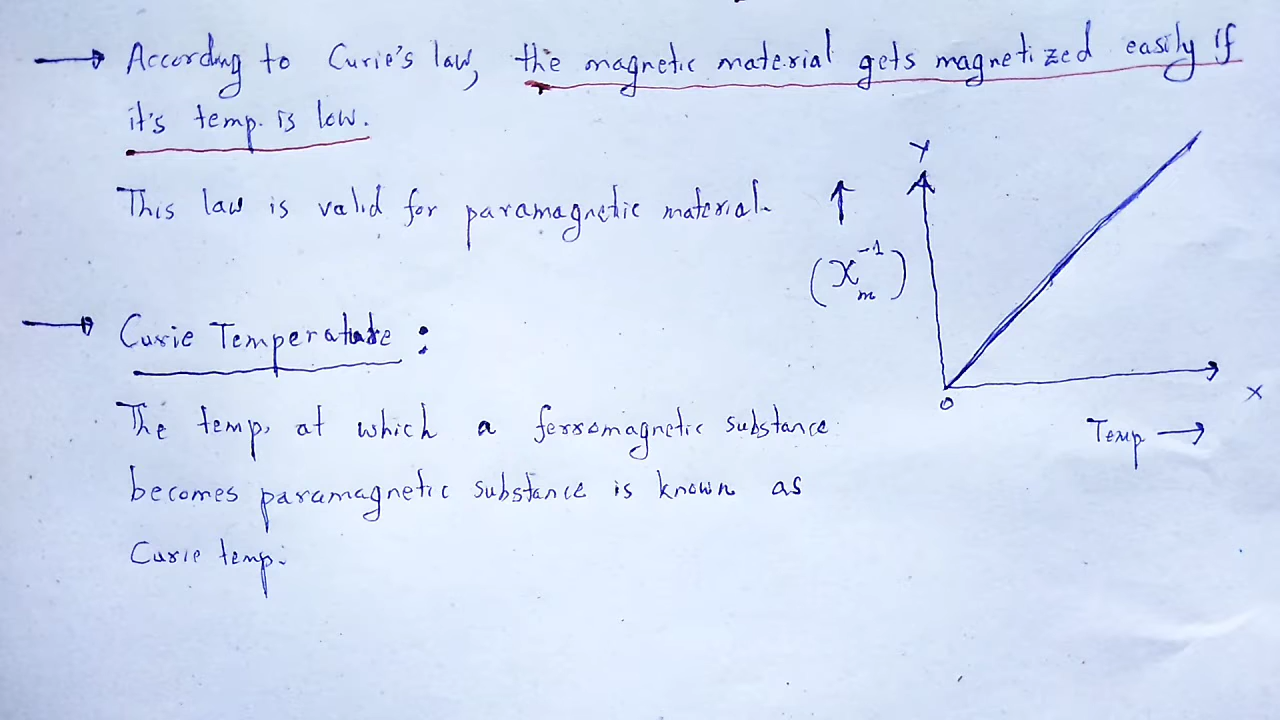 → According to Curie's law, the magnetic material gets magnetized easily if
it's temp. is low.
This law is valid for paramagnetic material.
Y
↑
(χₘ⁻¹)
O
X
Temp →
→ Curie Temperature :
The temp. at which a ferromagnetic substance
becomes paramagnetic substance is known as
Curie temp.